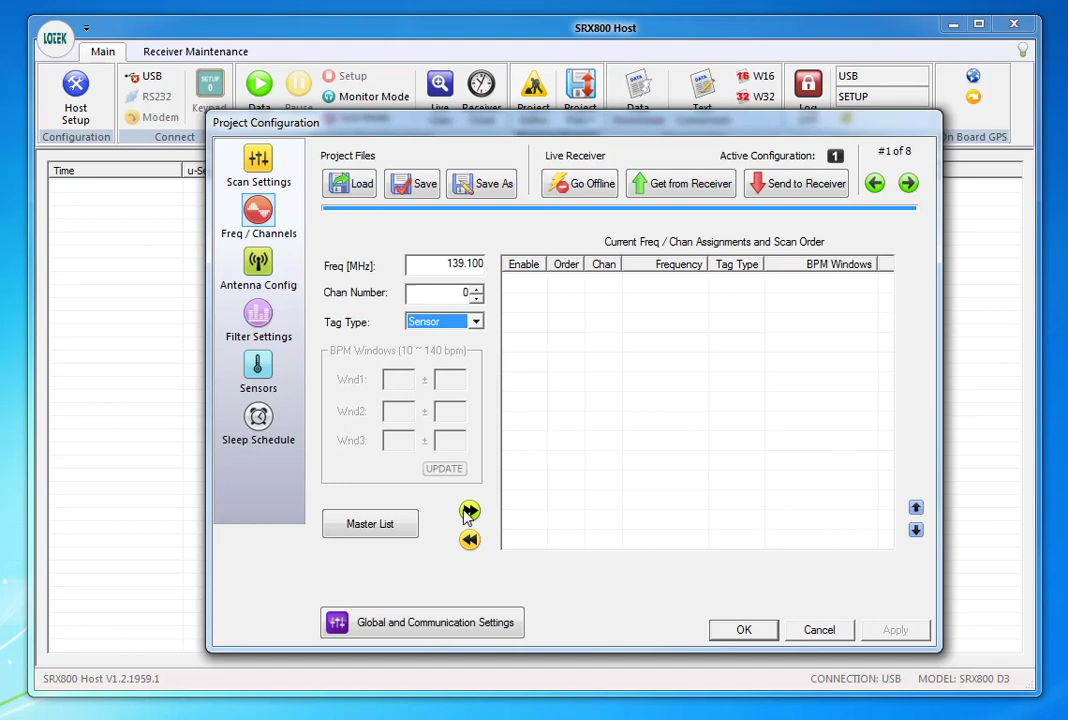 SRX800 Host
LOTEK
Main
Receiver Maintenance
Host
Setup
Configuration
USB
RS232
Modem
Connect
SETUP
0
Keypad
Data
Pause
Setup
Monitor Mode
Live
Receiver
Project
Project
Data
Text
16 W16
32 W32
Log
USB
SETUP
On Board GPS
Time
Project Configuration
Scan Settings
Freq / Channels
Antenna Config
Filter Settings
Sensors
Sleep Schedule
Project Files
Load
Save
Save As
Live Receiver
Go Offline
Active Configuration: 1
Get from Receiver
Send to Receiver
#1 of 8
Current Freq / Chan Assignments and Scan Order
Freq [MHz]: 139.100
Chan Number: 0
Tag Type: Sensor
BPM Windows (10 ~ 140 bpm)
Wnd1: ±
Wnd2: ±
Wnd3: ±
UPDATE
Enable Order Chan Frequency Tag Type BPM Windows
Master List
Global and Communication Settings
OK
Cancel
Apply
SRX800 Host V1.2.1959.1
CONNECTION: USB
MODEL: SRX800 D3